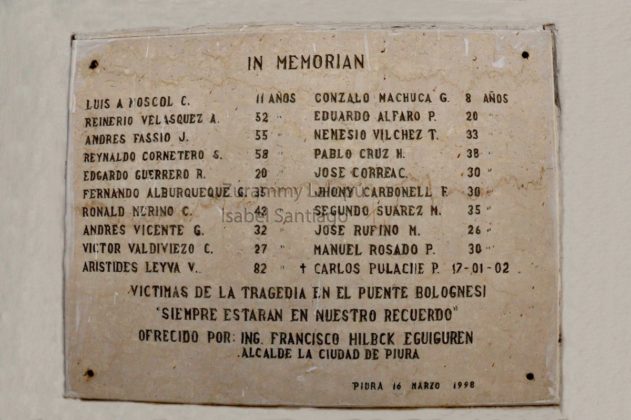 IN MEMORIAN
LUIS A NOSCOL C. 11 AÑOS GONZALO MACHUCA G. 8 AÑOS
REINERIO VELASQUEZ A. 52 " EDUARDO ALFARO P. 20 "
ANDRES FASSIO J. 55 " NEMESIO VILCHEZ T. 33 "
REYNALDO CORNETERO S. 58 " PABLO CRUZ H. 38 "
EDGARDO GUERRERO R. 20 " JOSE CORREA C. 30 "
FERNANDO ALBURQUEQUE G. 35 " JHONY CARBONELL F. 30 "
RONALD MERINO C. 43 " SEGUNDO SUAREZ M. 35 "
ANDRES VICENTE G. 32 " JOSE RUFINO M. 26 "
VICTOR VALDIVIEZO C. 27 " MANUEL ROSADO P. 30 "
ARISTIDES LEYVA V. 82 " † CARLOS PULACHE P. 17-01-02
Zurammy
Isabel Santiago
VICTIMAS DE LA TRAGEDIA EN EL PUENTE BOLOGNESI
"SIEMPRE ESTARAN EN NUESTRO RECUERDO"
OFRECIDO POR: ING. FRANCISCO HILBCK EGUIGUREN
ALCALDE LA CIUDAD DE PIURA
PIURA 16 MARZO 1998